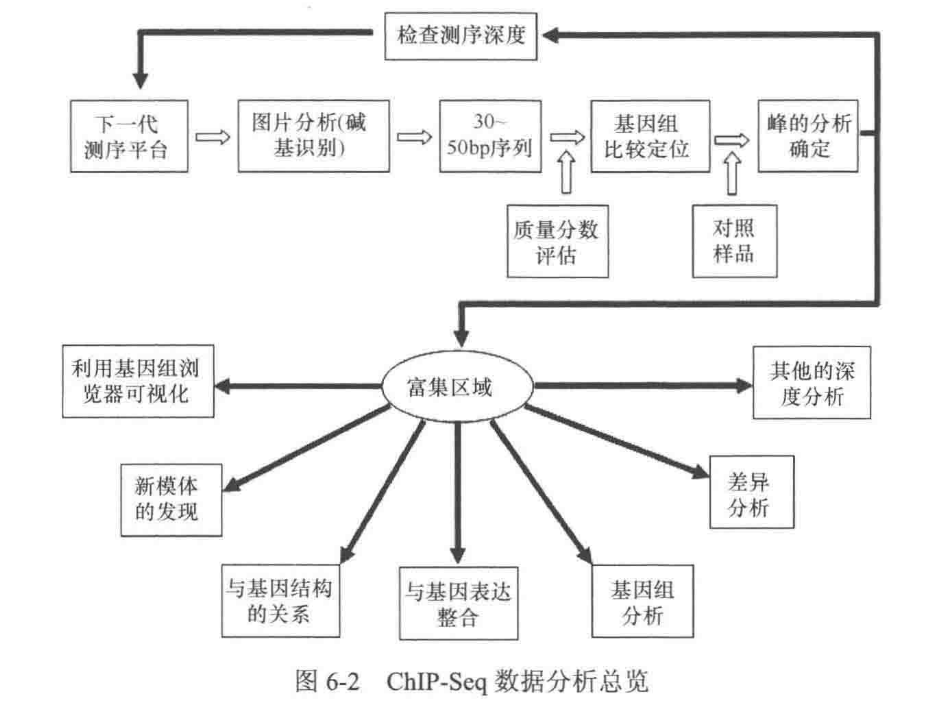 检查测序深度
下一代
测序平台
图片分析(碱
基识别)
30~
50bp序列
基因组
比较定位
峰的分析
确定
质量分数
评估
对照
样品
富集区域
利用基因组浏
览器可视化
其他的深
度分析
新模体
的发现
差异
分析
与基因结构
的关系
与基因表达
整合
基因组
分析
图 6-2 ChIP-Seq 数据分析总览